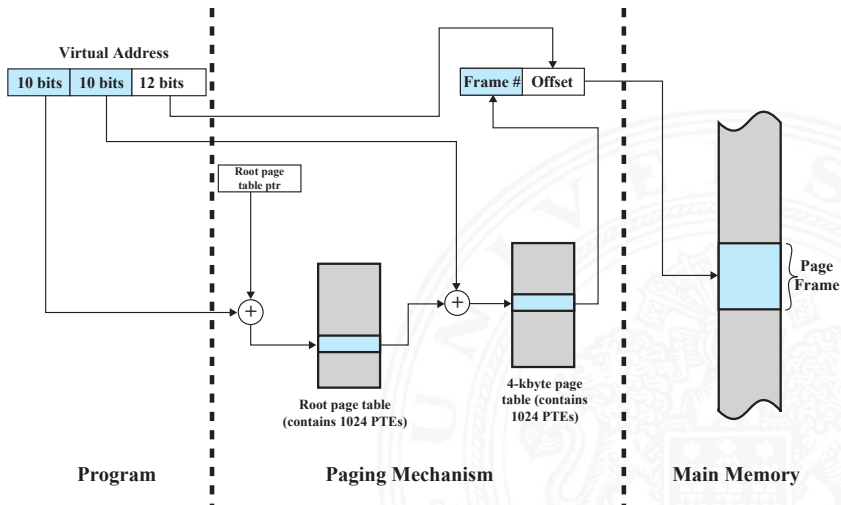 Virtual Address
10 bits
10 bits
12 bits
Frame #
Offset
Root page
table ptr
+
+
Page
Frame
Root page table
(contains 1024 PTEs)
4-kbyte page
table (contains
1024 PTEs)
Program
Paging Mechanism
Main Memory